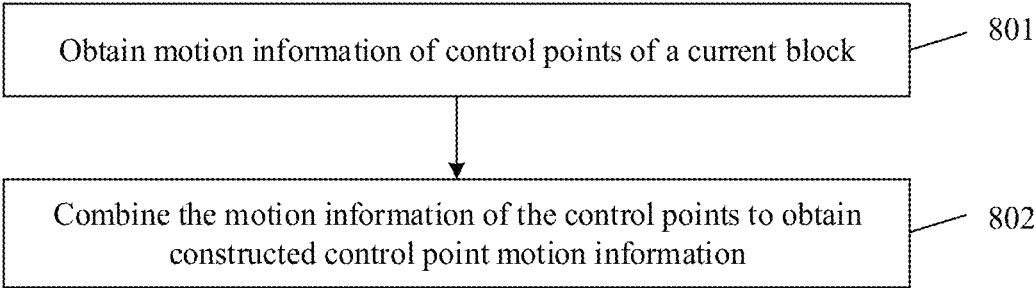 Obtain motion information of control points of a current block
801
Combine the motion information of the control points to obtain
constructed control point motion information
802